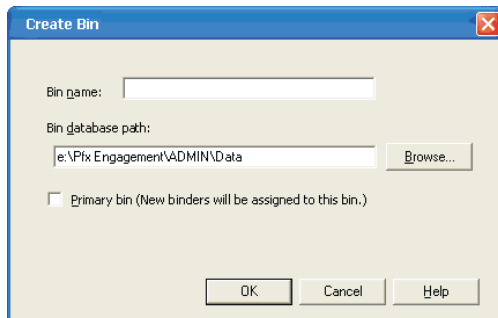 Create Bin
Bin name:
Bin database path:
e:\Pfx Engagement\ADMIN\Data
Browse...
Primary bin (New binders will be assigned to this bin.)
OK Cancel Help